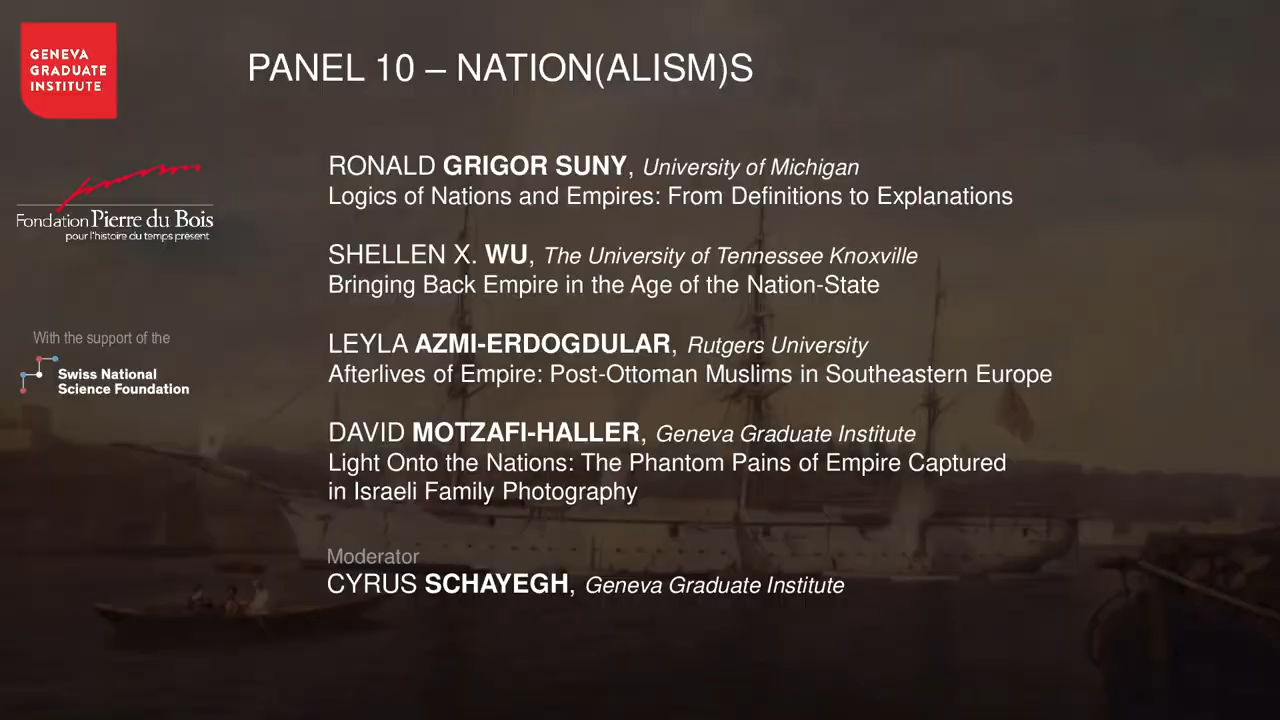 GENEVA
GRADUATE
INSTITUTE
PANEL 10 – NATION(ALISM)S
Fondation Pierre du Bois
pour l'histoire du temps présent
With the support of the
Swiss National
Science Foundation
RONALD GRIGOR SUNY, University of Michigan
Logics of Nations and Empires: From Definitions to Explanations
SHELLEN X. WU, The University of Tennessee Knoxville
Bringing Back Empire in the Age of the Nation-State
LEYLA AZMI-ERDOGDULAR, Rutgers University
Afterlives of Empire: Post-Ottoman Muslims in Southeastern Europe
DAVID MOTZAFI-HALLER, Geneva Graduate Institute
Light Onto the Nations: The Phantom Pains of Empire Captured
in Israeli Family Photography
Moderator
CYRUS SCHAYEGH, Geneva Graduate Institute